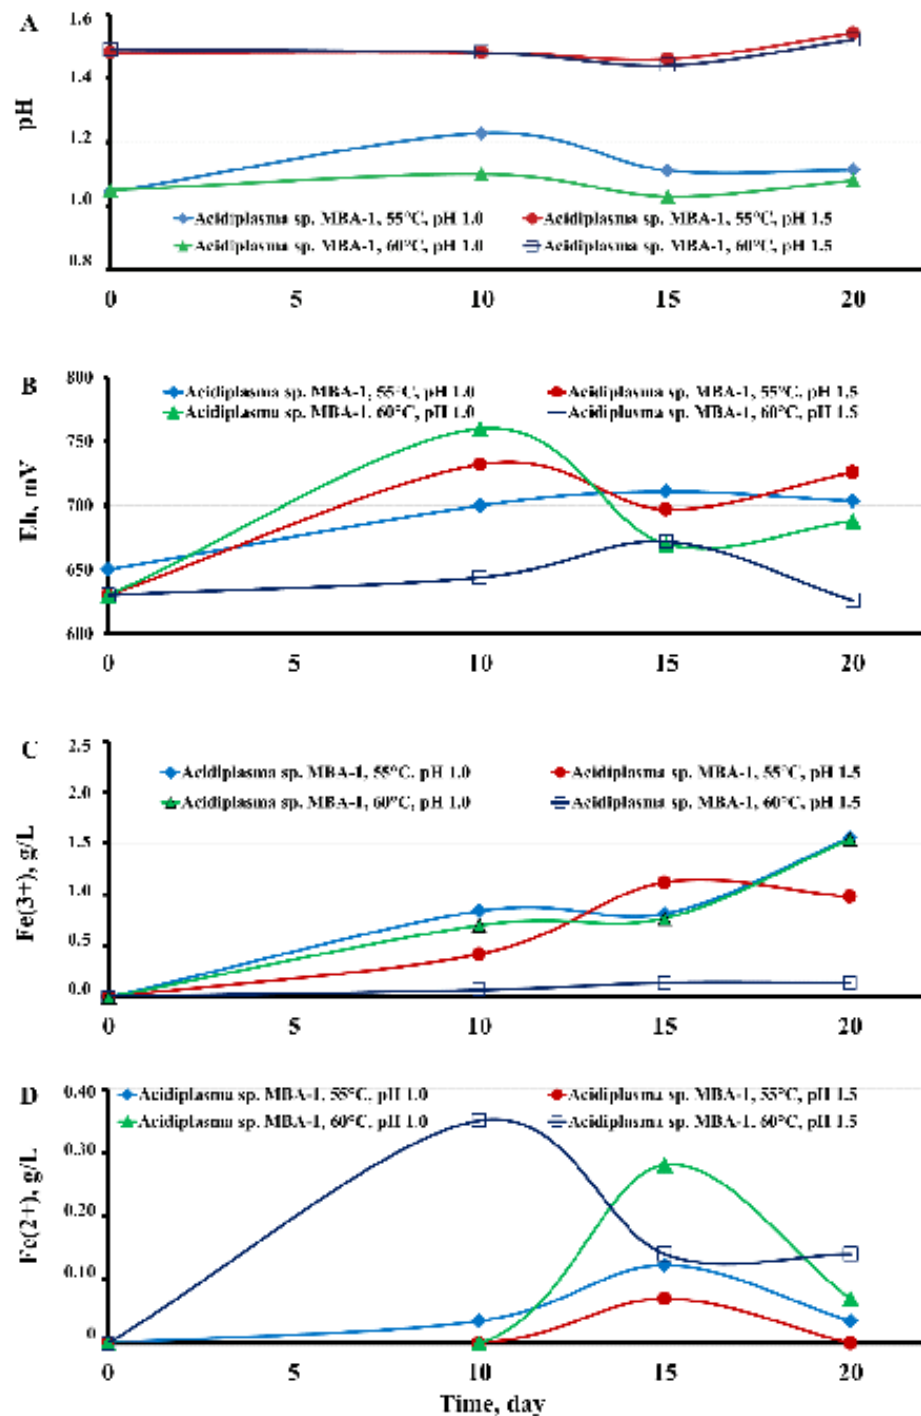 A
1.6
1.4
1.2
1.0
0.8
pH
Acidiplasma sp. MBA-1, 55°C, pH 1.0
Acidiplasma sp. MBA-1, 55°C, pH 1.5
Acidiplasma sp. MBA-1, 60°C, pH 1.0
Acidiplasma sp. MBA-1, 60°C, pH 1.5
0 5 10 15 20
B
800
750
700
650
600
Eh, mV
Acidiplasma sp. MBA-1, 55°C, pH 1.0
Acidiplasma sp. MBA-1, 55°C, pH 1.5
Acidiplasma sp. MBA-1, 60°C, pH 1.0
Acidiplasma sp. MBA-1, 60°C, pH 1.5
0 5 10 15 20
C
2.5
2.0
1.5
1.0
0.5
0.0
Fe(3+), g/L
Acidiplasma sp. MBA-1, 55°C, pH 1.0
Acidiplasma sp. MBA-1, 55°C, pH 1.5
Acidiplasma sp. MBA-1, 60°C, pH 1.0
Acidiplasma sp. MBA-1, 60°C, pH 1.5
0 5 10 15 20
D
0.40
0.30
0.20
0.10
0
Fe(2+), g/L
Acidiplasma sp. MBA-1, 55°C, pH 1.0
Acidiplasma sp. MBA-1, 55°C, pH 1.5
Acidiplasma sp. MBA-1, 60°C, pH 1.0
Acidiplasma sp. MBA-1, 60°C, pH 1.5
0 5 10 15 20
Time, day